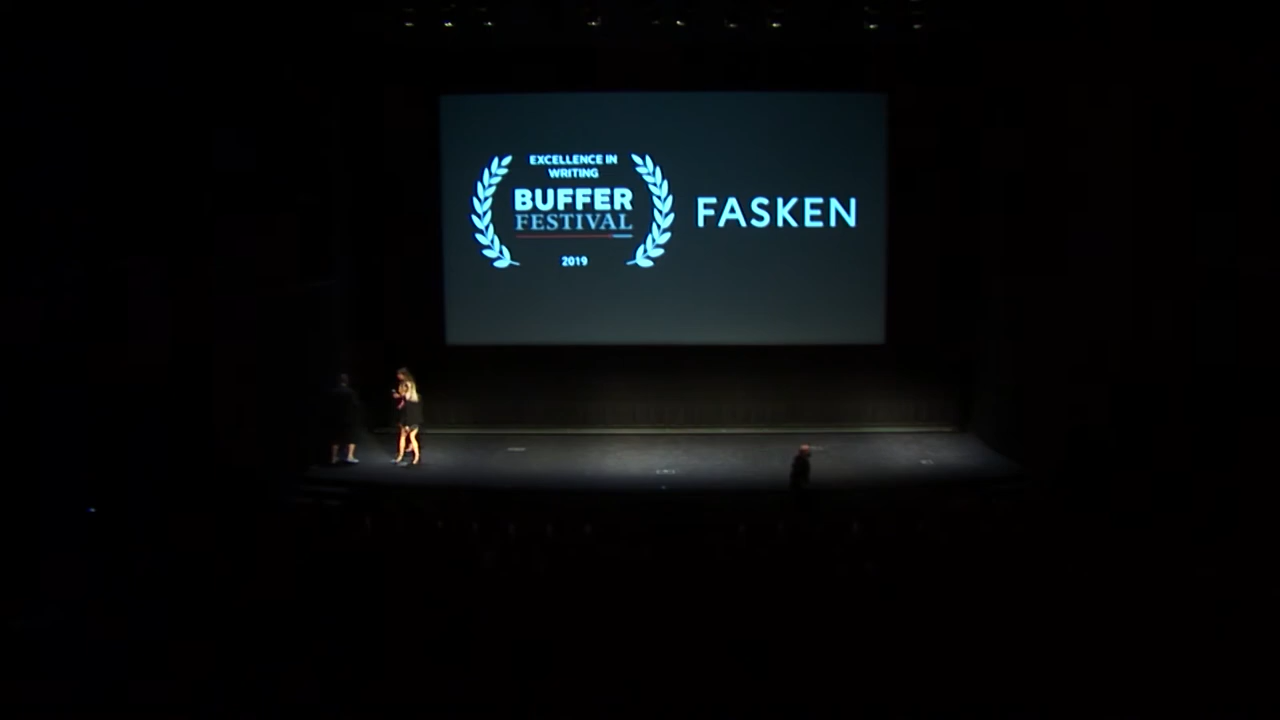 EXCELLENCE IN
WRITING
BUFFER
FESTIVAL
2019
FASKEN